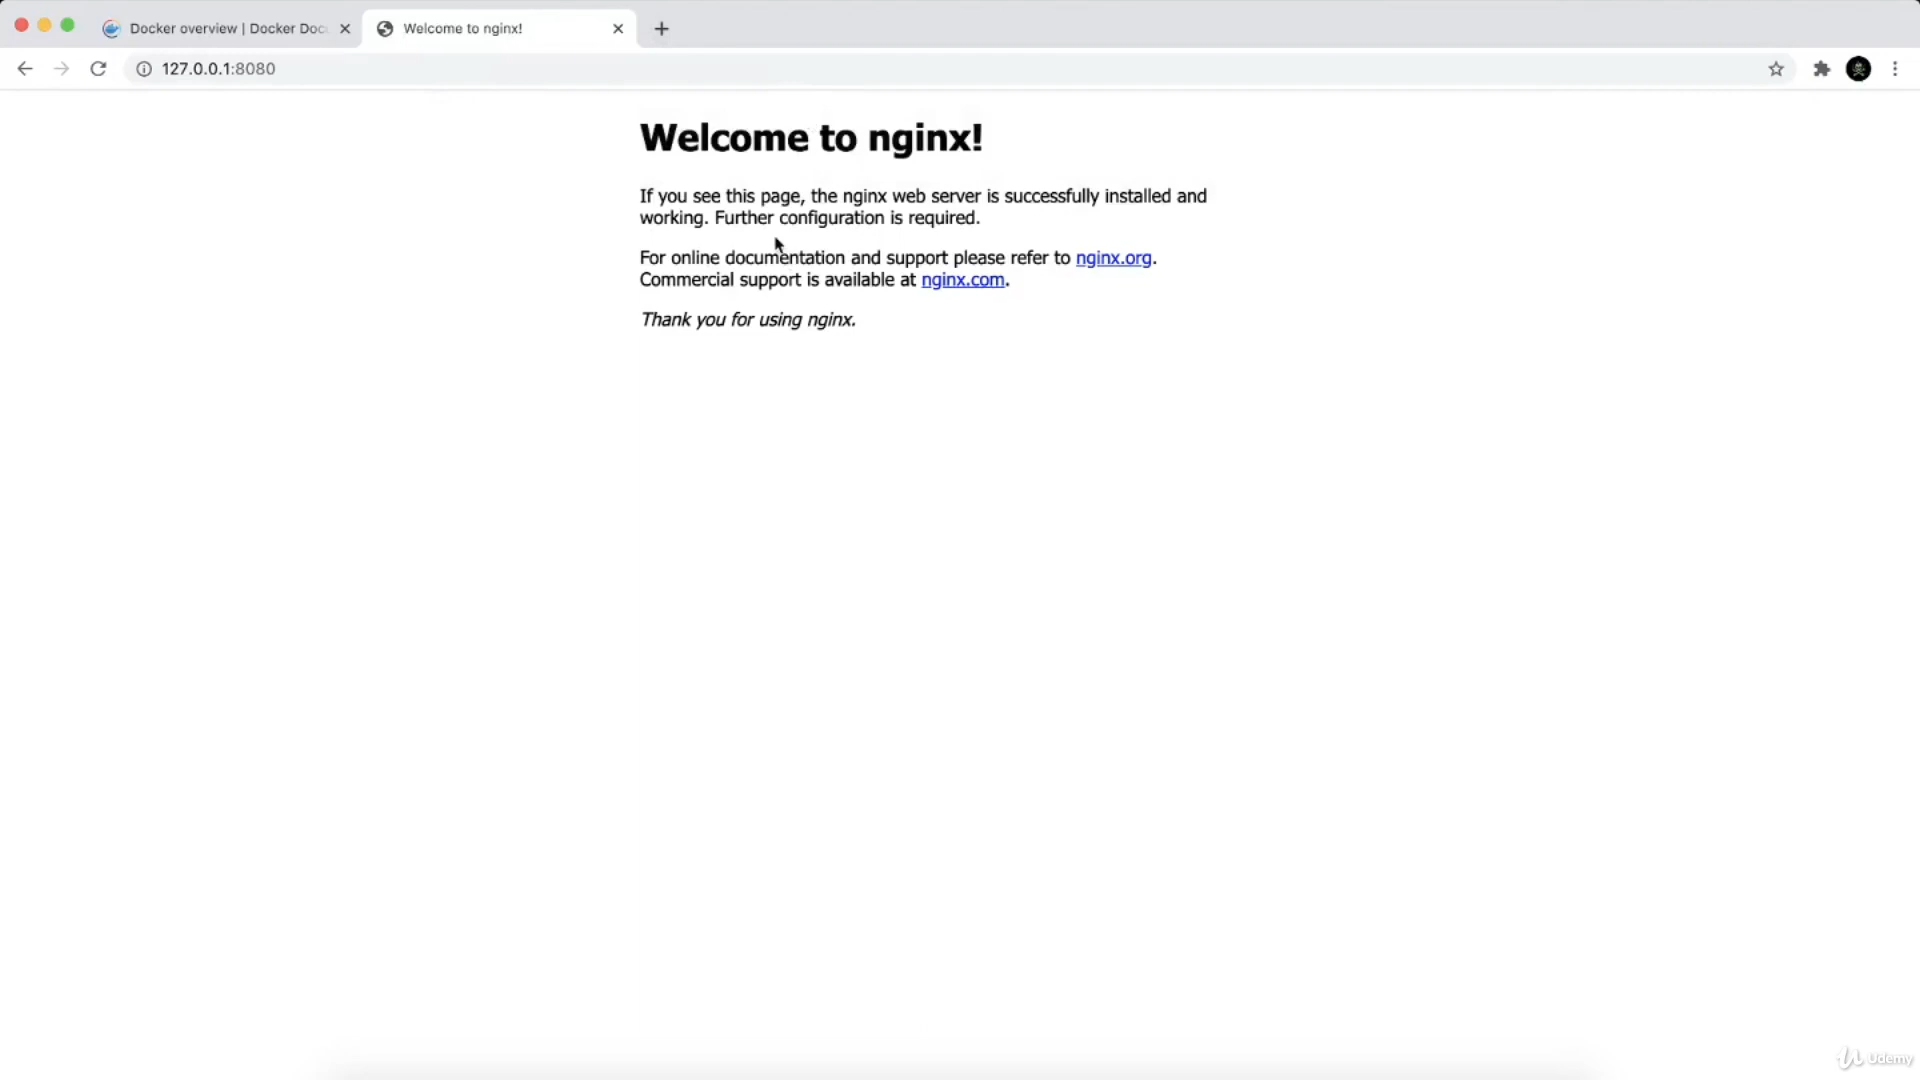 Docker overview | Docker Doc
Welcome to nginx!
127.0.0.1:8080
Welcome to nginx!
If you see this page, the nginx web server is successfully installed and
working. Further configuration is required.
For online documentation and support please refer to nginx.org.
Commercial support is available at nginx.com.
Thank you for using nginx.
Udemy